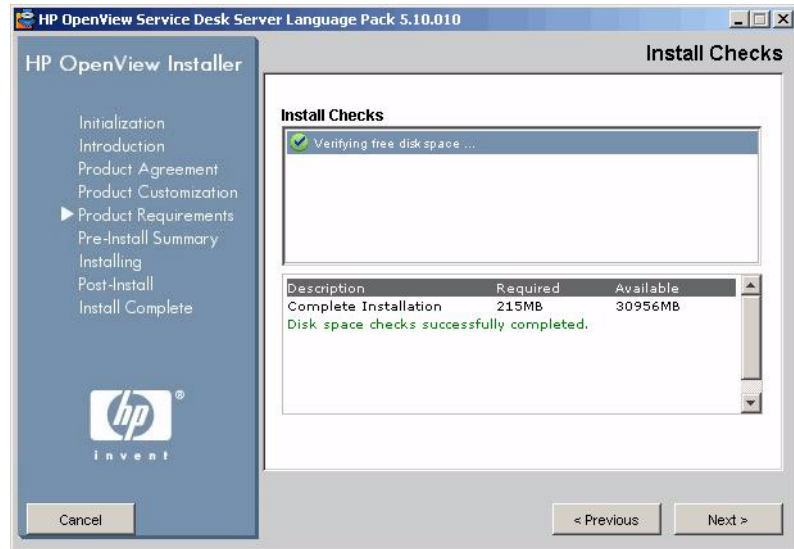 HP OpenView Service Desk Server Language Pack 5.10.010
Install Checks
HP OpenView Installer
Initialization
Introduction
Product Agreement
Product Customization
Product Requirements
Pre-Install Summary
Installing
Post-Install
Install Complete
hp
®
invent
Install Checks
Verifying free disk space ...
Description Required Available
Complete Installation 215MB 30956MB
Disk space checks successfully completed.
Cancel
< Previous
Next >